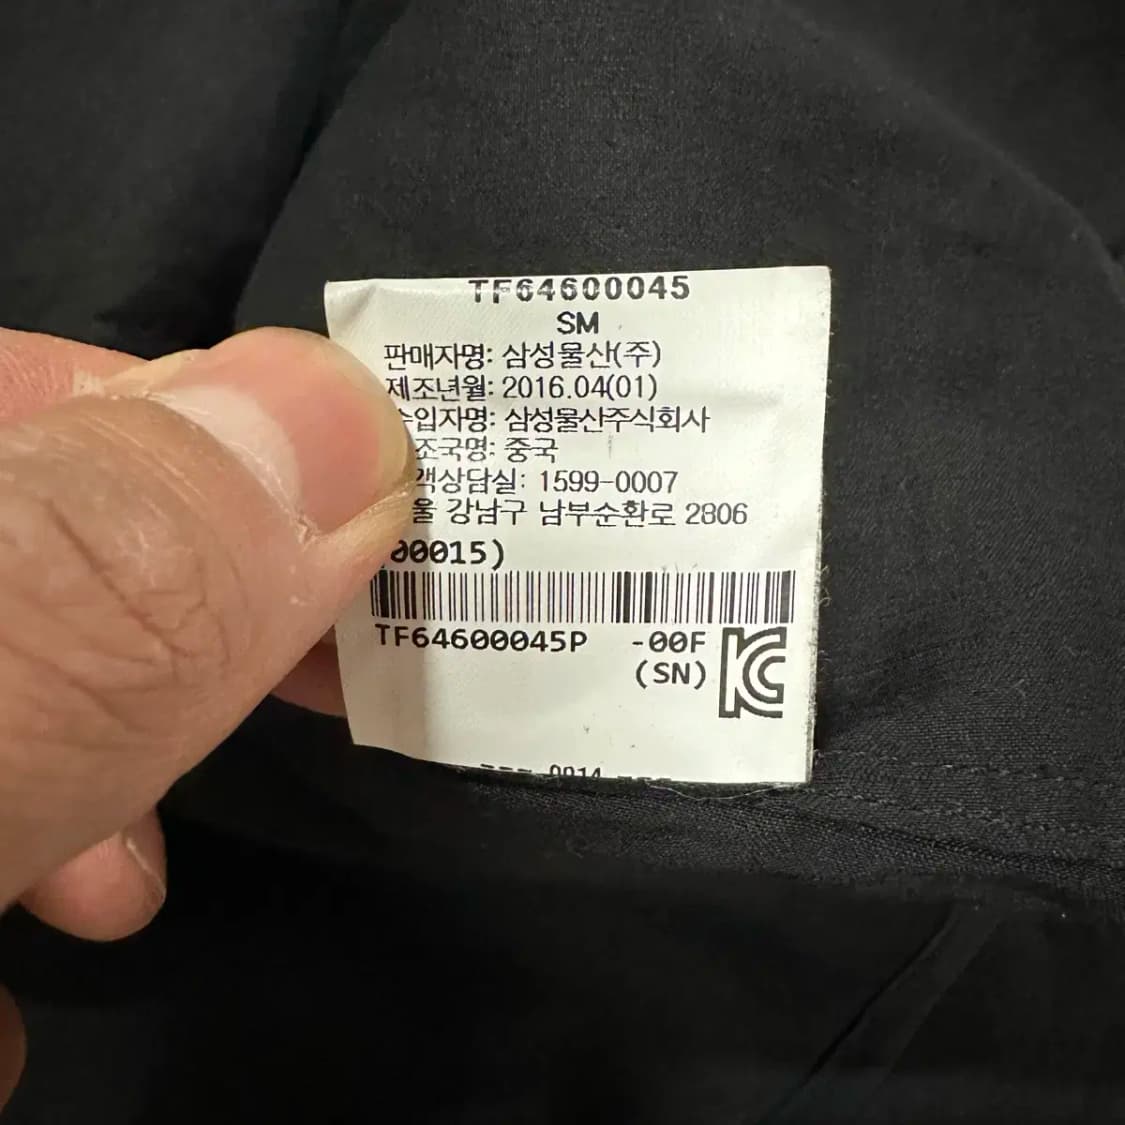 TF64600045
SM
판매자명: 삼성물산(주)
제조년월: 2016.04(01)
수입자명: 삼성물산주식회사
조국명: 중국
객상담실: 1599-0007
울 강남구 남부순환로 2806
00015)
TF64600045P -00F
(SN)
KC